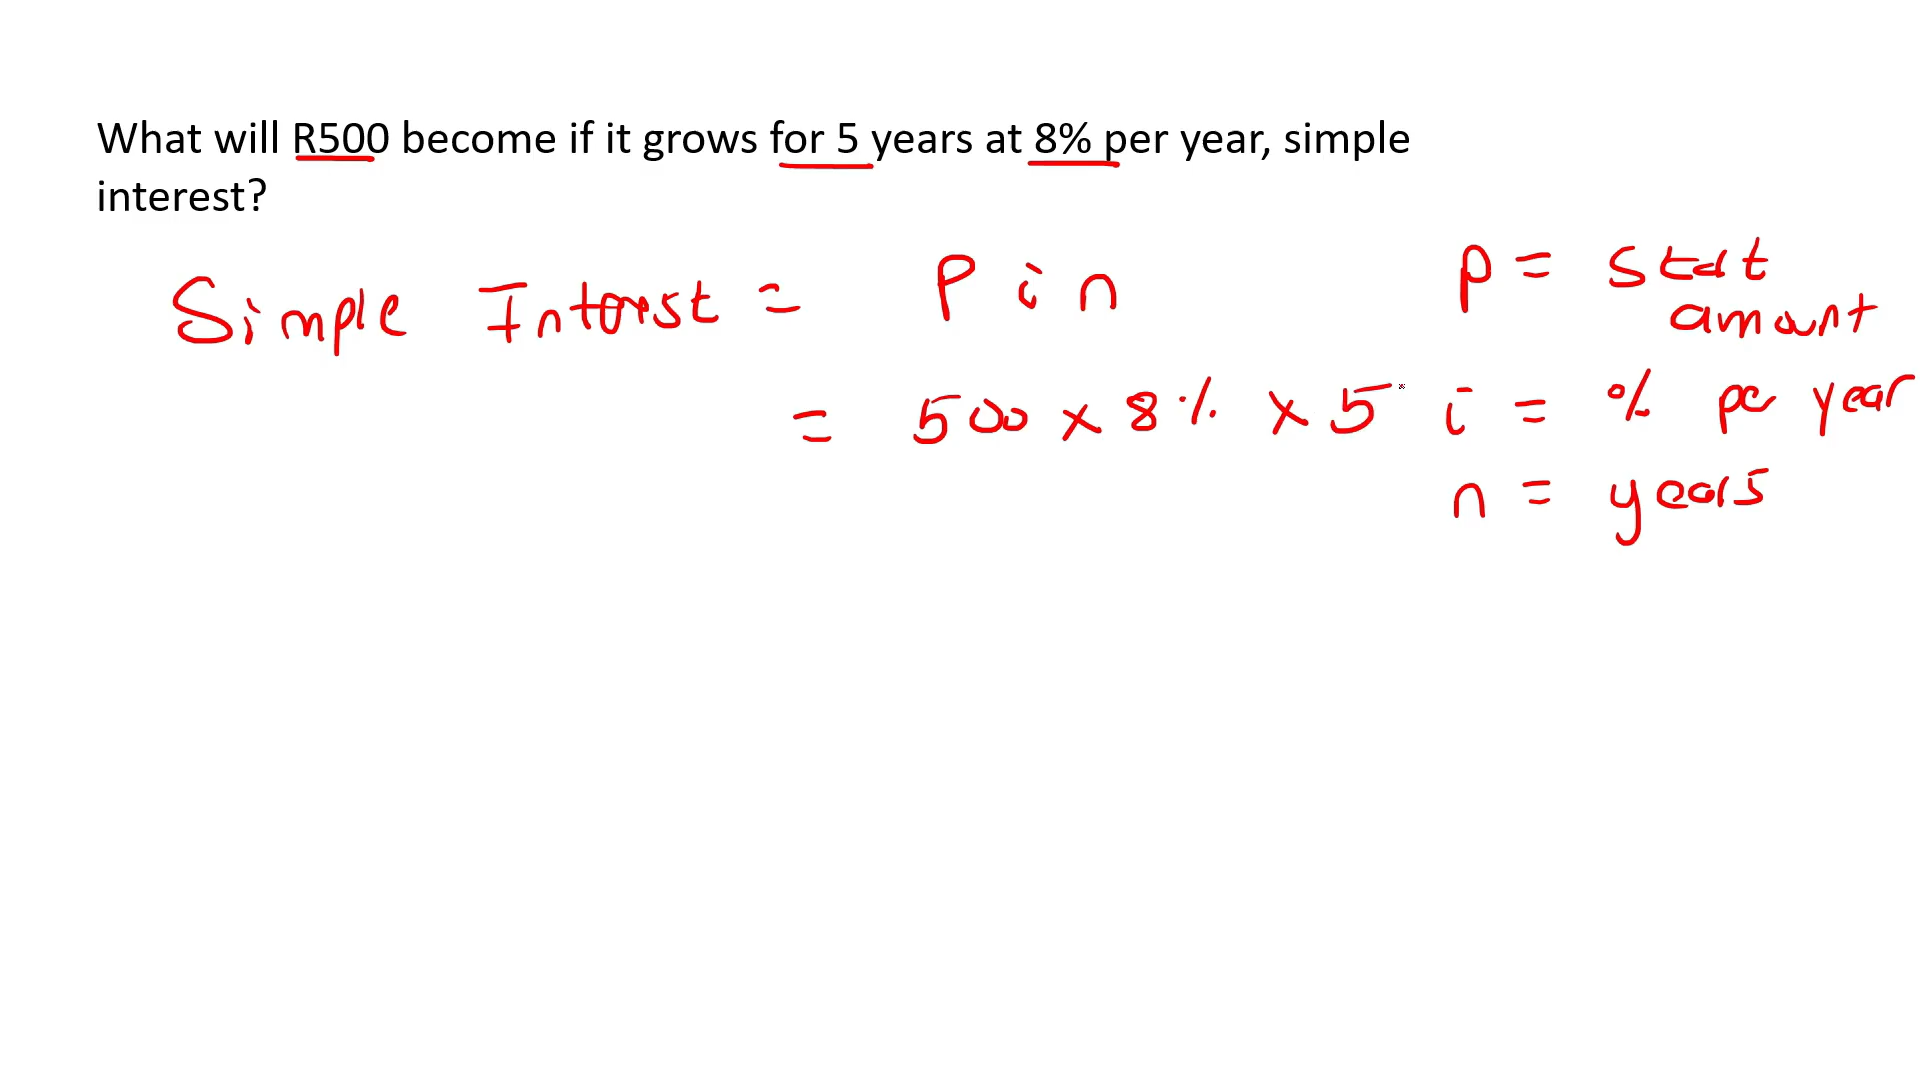 What will R500 become if it grows for 5 years at 8% per year, simple
interest?
Simple Interest = P i n
= 500 x 8% x 5
P = start
amount
i = % per year
n = years